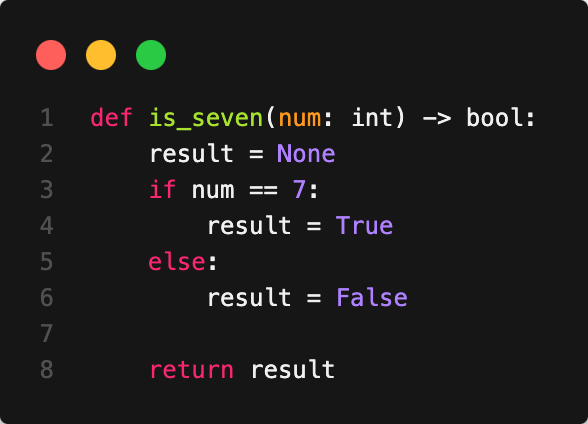 1 def is_seven(num: int) -> bool:
2     result = None
3     if num == 7:
4         result = True
5     else:
6         result = False
7
8     return result